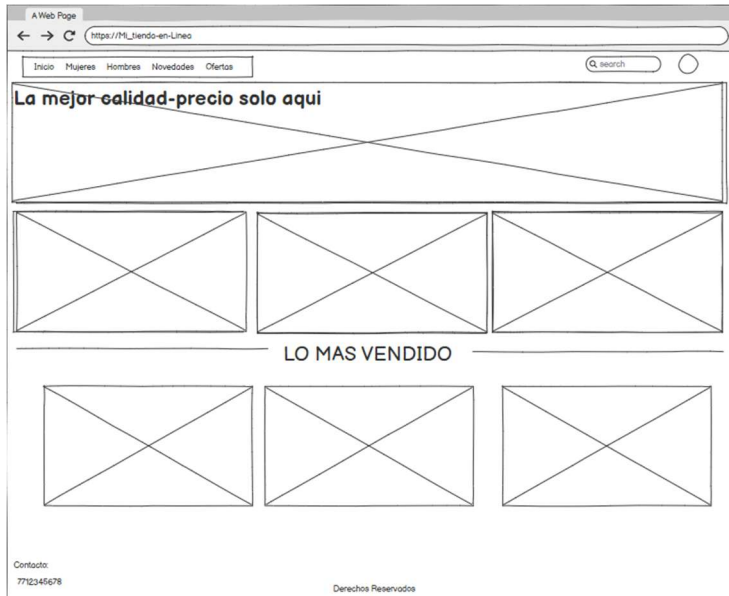 A Web Page
https://Mi_tienda-en-Linea
Inicio Mujeres Hombres Novedades Ofertas
search
La mejor calidad-precio solo aqui
LO MAS VENDIDO
Contacto:
7712345678
Derechos Reservados